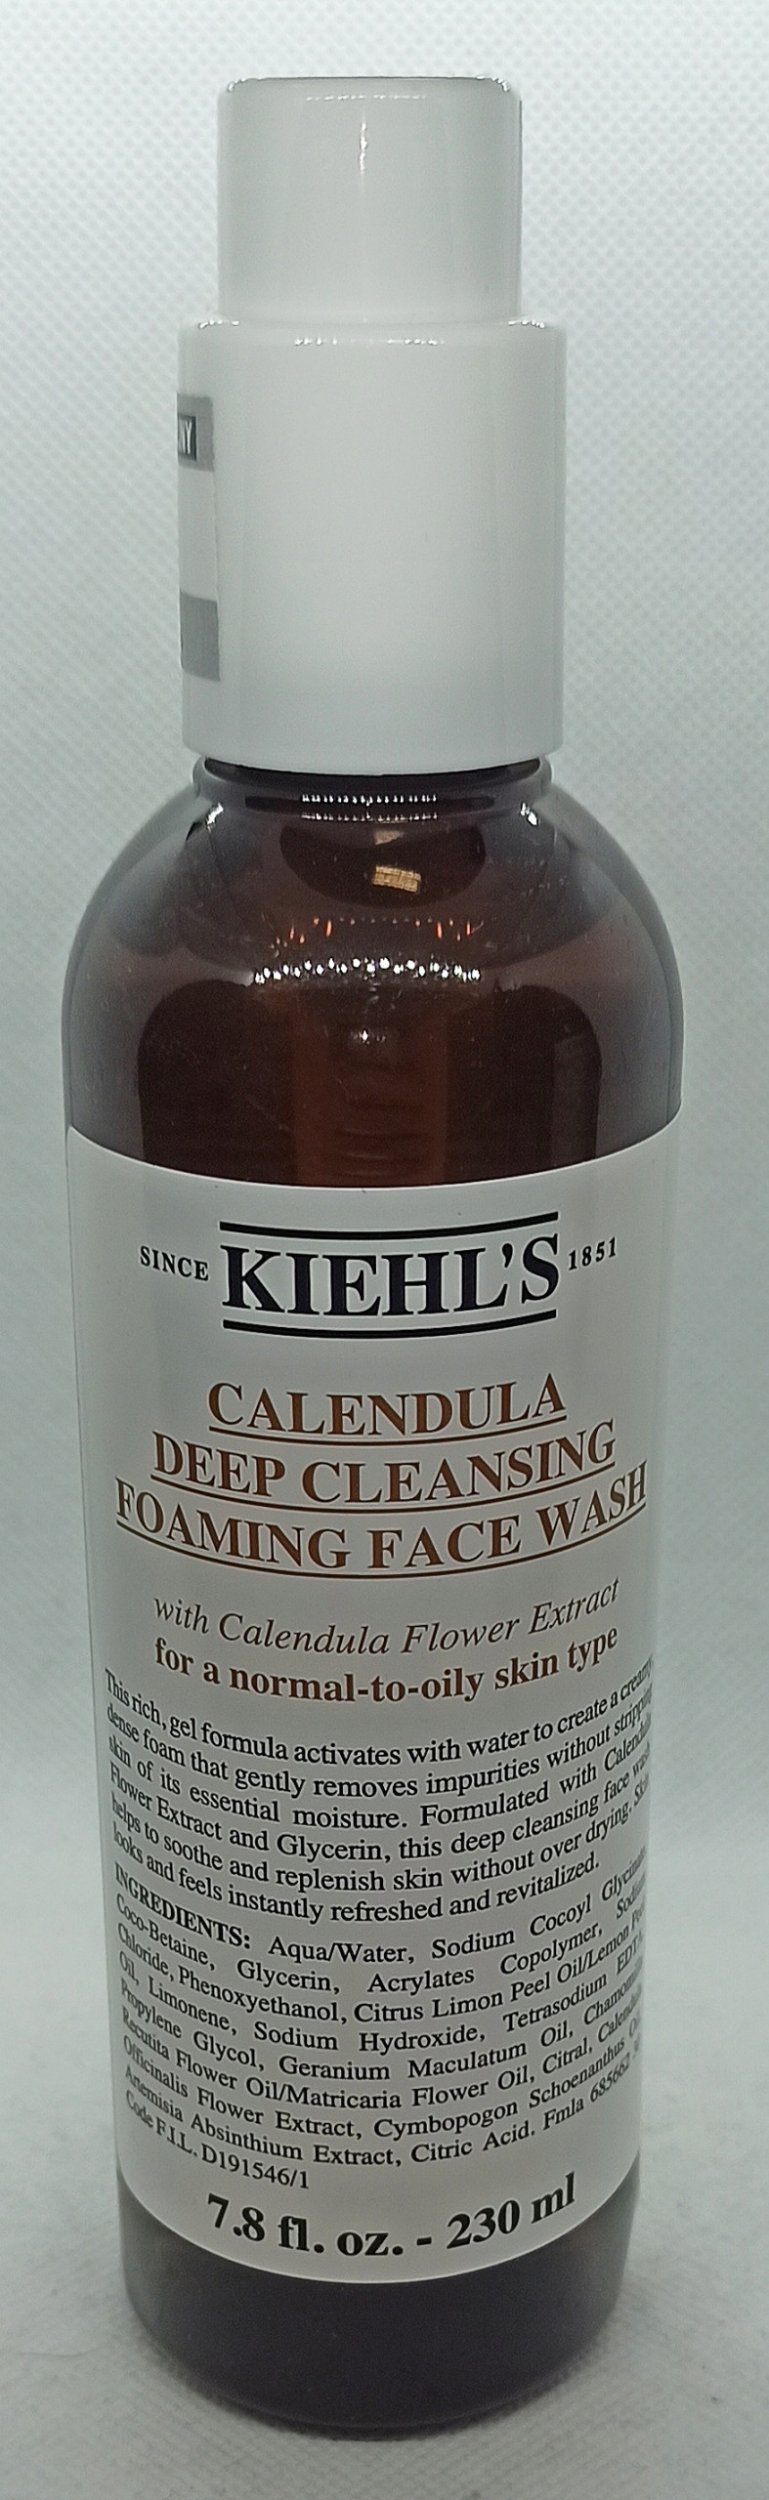 NY
SINCE KIEHL'S 1851
CALENDULA
DEEP CLEANSING
FOAMING FACE WASH
with Calendula Flower Extract
for a normal-to-oily skin type
This rich, gel formula activates with water to create a creamy,
dense foam that gently removes impurities without stripping
skin of its essential moisture. Formulated with Calendula
Flower Extract and Glycerin, this deep cleansing face wash
helps to soothe and replenish skin without over drying. Skin
looks and feels instantly refreshed and revitalized.
INGREDIENTS: Aqua/Water, Sodium Cocoyl Glycinate,
Coco-Betaine, Glycerin, Acrylates Copolymer, Sodium
Chloride, Phenoxyethanol, Citrus Limon Peel Oil/Lemon Peel
Oil, Limonene, Sodium Hydroxide, Tetrasodium EDTA,
Propylene Glycol, Geranium Maculatum Oil, Chamomilla
Recutita Flower Oil/Matricaria Flower Oil, Citral, Calendula
Officinalis Flower Extract, Cymbopogon Schoenanthus Oil,
Artemisia Absinthium Extract, Citric Acid. Fmla 685662
Code F.I.L. D191546/1
7.8 fl. oz. - 230 ml